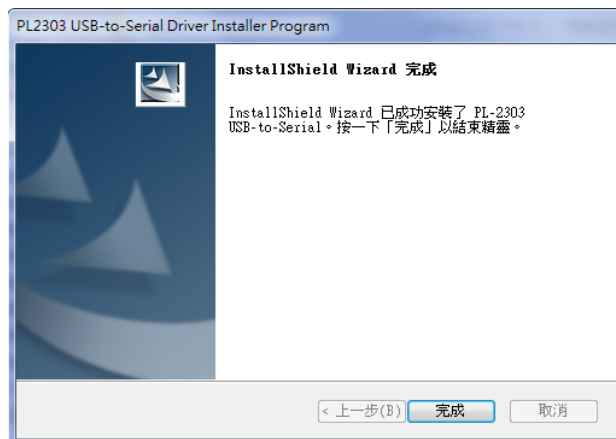 PL2303 USB-to-Serial Driver Installer Program
InstallShield Wizard 完成
InstallShield Wizard 已成功安裝了 PL-2303
USB-to-Serial。按一下「完成」以結束精靈。
< 上一步(B)
完成
取消